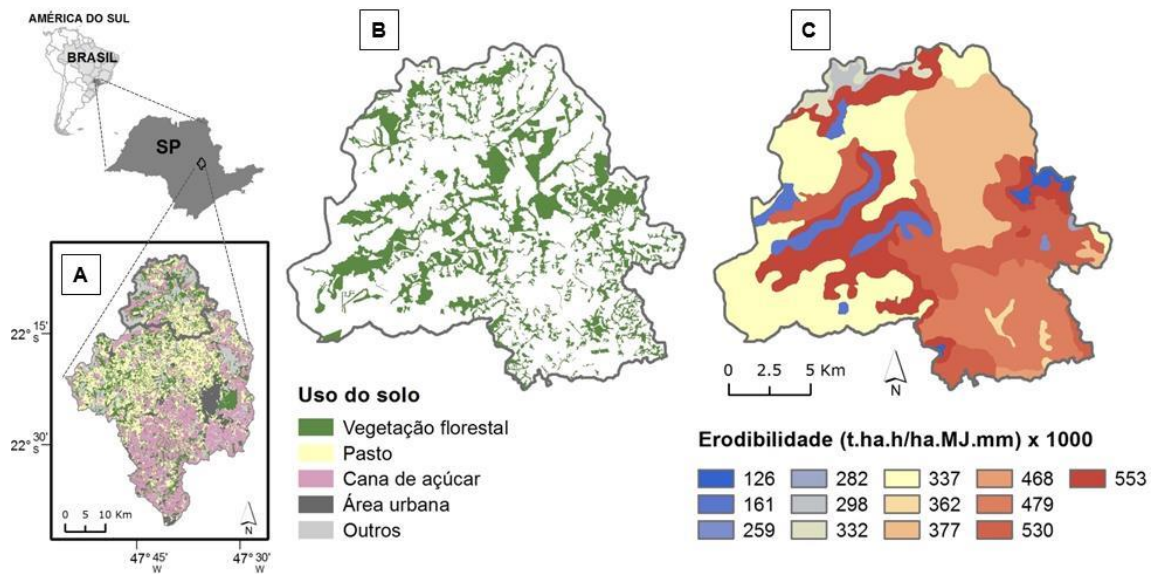 AMÉRICA DO SUL
BRASIL
SP
A
22° 15' S
22° 30' S
0 5 10 Km
N
47° 45' W
47° 30' W
B
Uso do solo
Vegetação florestal
Pasto
Cana de açúcar
Área urbana
Outros
C
0 2.5 5 Km
N
Erodibilidade (t.ha.h/ha.MJ.mm) x 1000
126 282 337 468 553
161 298 362 479
259 332 377 530